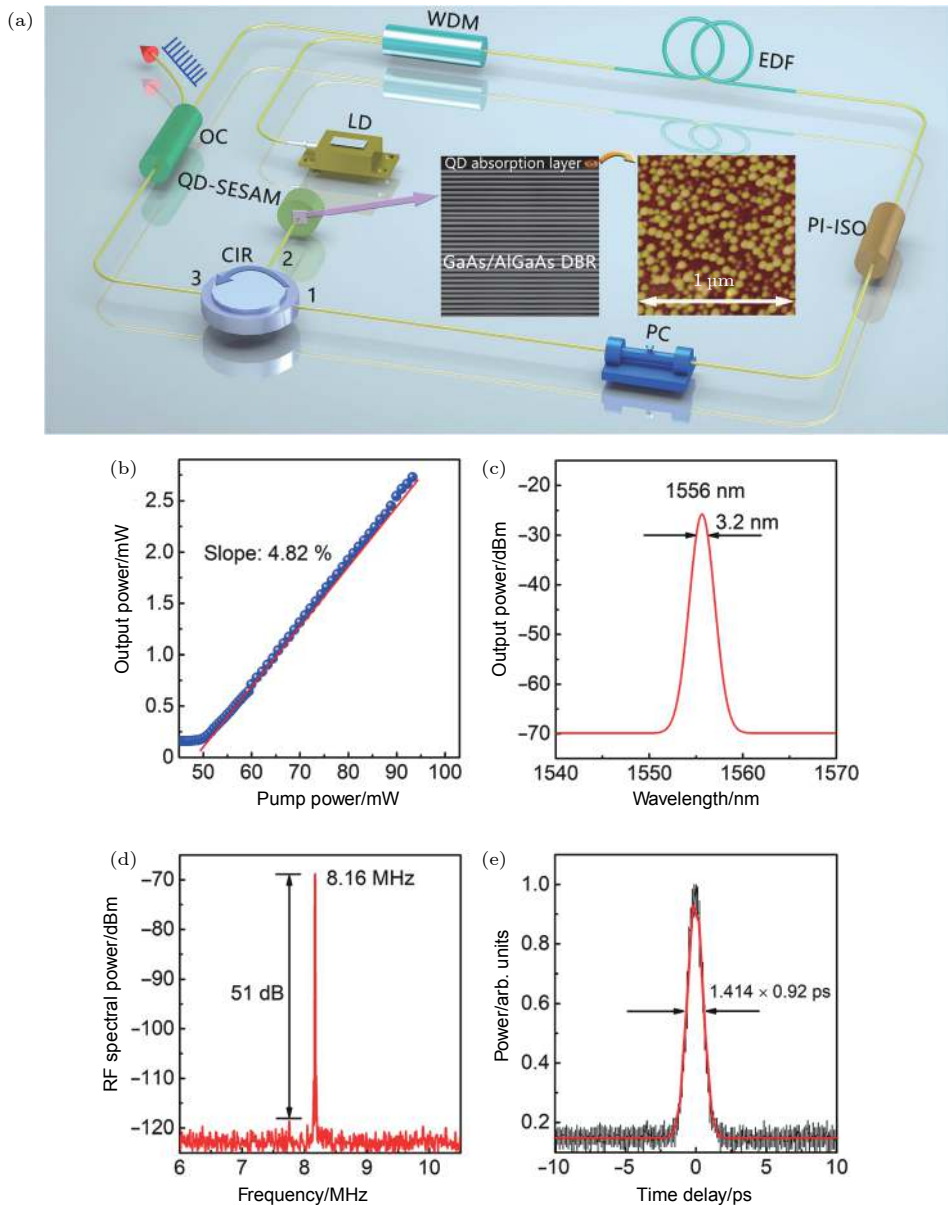 (a)
WDM
EDF
OC
LD
QD-SESAM
QD absorption layer
GaAs/AlGaAs DBR
1 μm
PI-ISO
CIR
3
2
1
PC
(b)
Output power/mW
2.5
2.0
1.5
1.0
0.5
0
Slope: 4.82 %
50
60
70
80
90
100
Pump power/mW
(c)
Output power/dBm
−20
−30
−40
−50
−60
−70
1556 nm
3.2 nm
1540
1550
1560
1570
Wavelength/nm
(d)
RF spectral power/dBm
−70
−80
−90
−100
−110
−120
8.16 MHz
51 dB
6
7
8
9
10
Frequency/MHz
(e)
Power/arb. units
1.0
0.8
0.6
0.4
0.2
1.414 × 0.92 ps
−10
−5
0
5
10
Time delay/ps